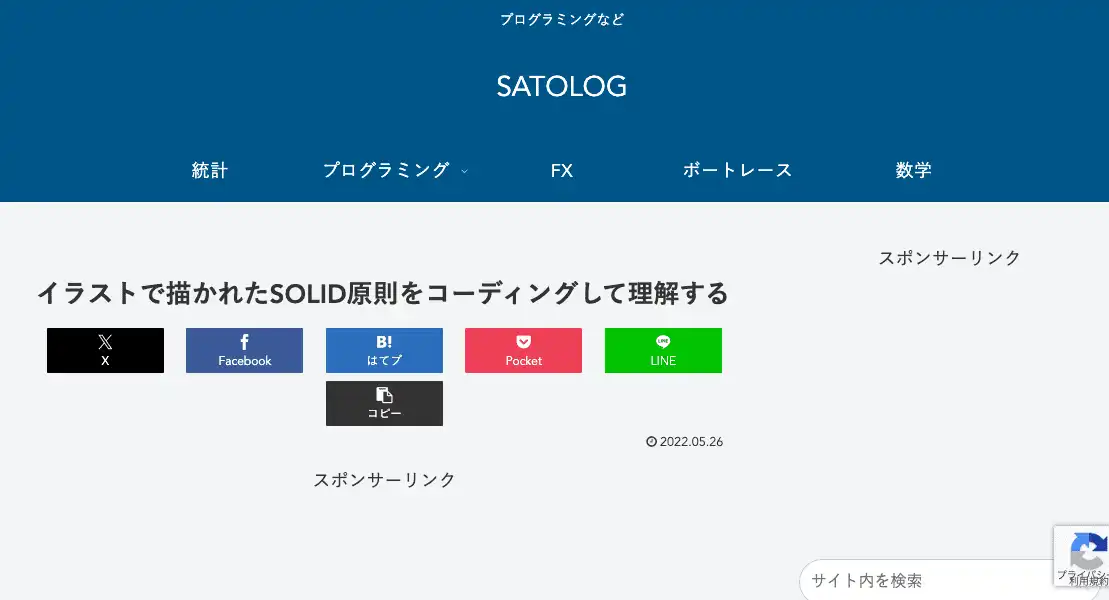 プログラミングなど
SATOLOG
統計 プログラミング FX ボートレース 数学
スポンサーリンク
イラストで描かれたSOLID原則をコーディングして理解する
X
Facebook
B!
はてブ
Pocket
LINE
LINE
コピー
2022.05.26
スポンサーリンク
サイト内を検索
プライバシー
利用規約